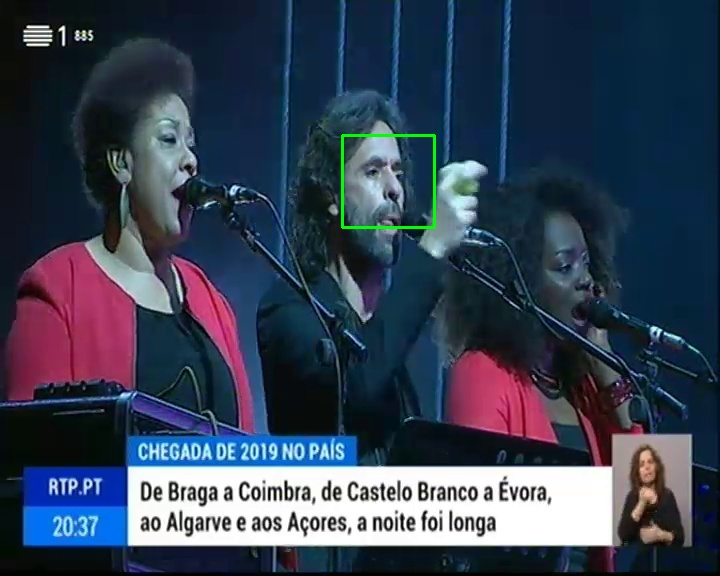 1 885
CHEGADA DE 2019 NO PAÍS
RTP.PT
De Braga a Coimbra, de Castelo Branco a Évora,
20:37
ao Algarve e aos Açores, a noite foi longa